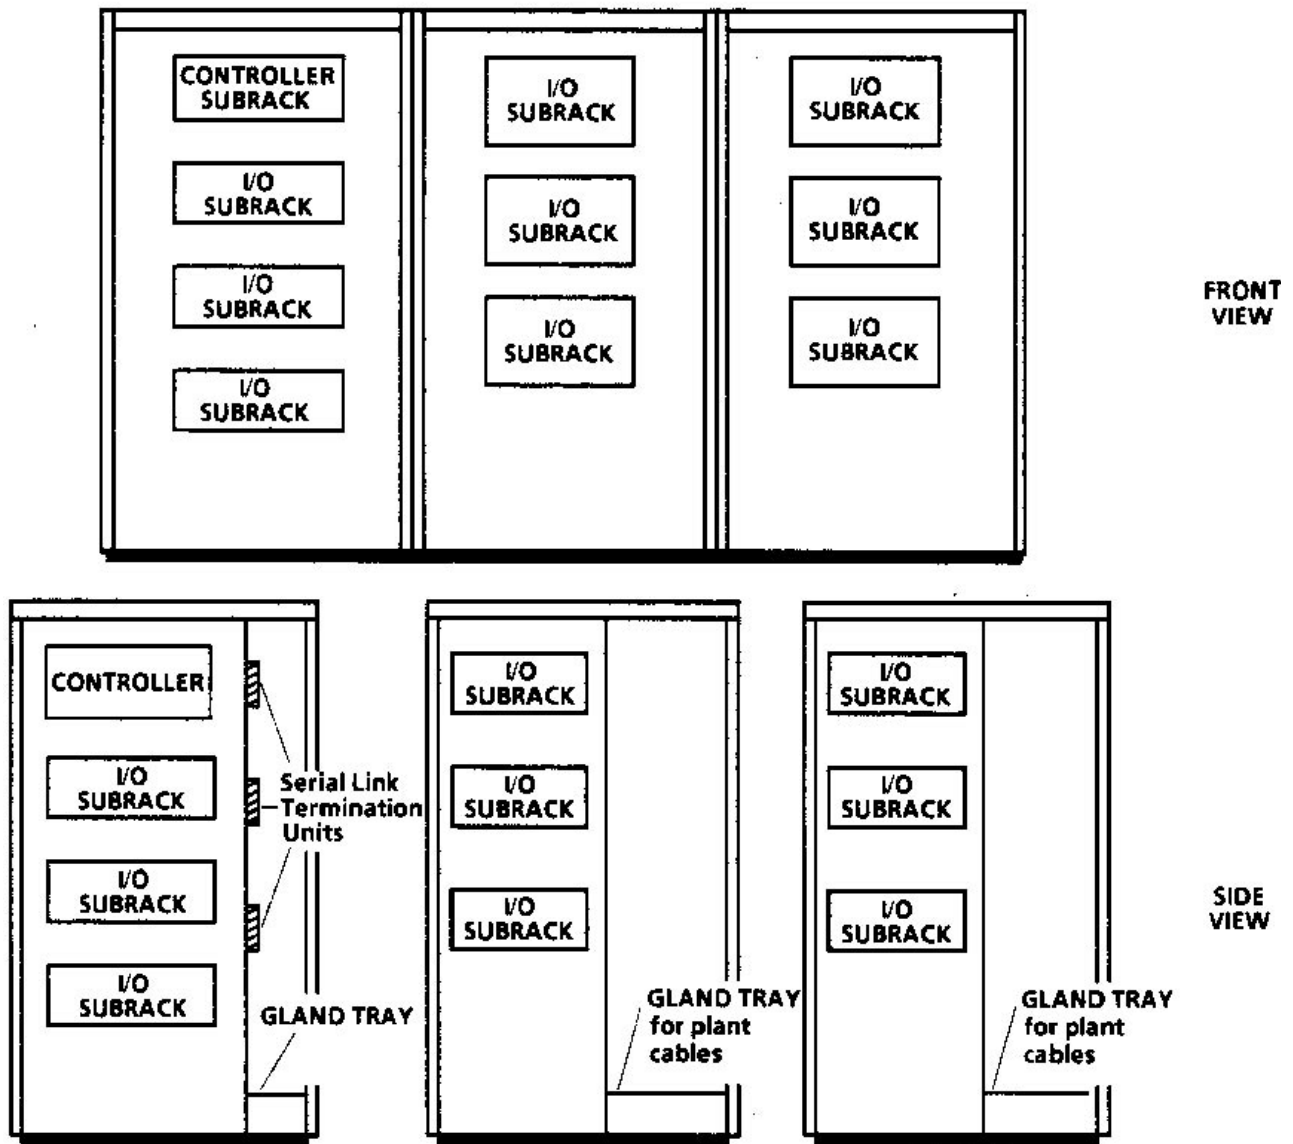 CONTROLLER
SUBRACK
I/O
SUBRACK
I/O
SUBRACK
I/O
SUBRACK
I/O
SUBRACK
I/O
SUBRACK
I/O
SUBRACK
I/O
SUBRACK
I/O
SUBRACK
I/O
SUBRACK
FRONT
VIEW
CONTROLLER
I/O
SUBRACK
I/O
SUBRACK
I/O
SUBRACK
Serial Link
Termination
Units
GLAND TRAY
I/O
SUBRACK
I/O
SUBRACK
I/O
SUBRACK
GLAND TRAY
for plant
cables
I/O
SUBRACK
I/O
SUBRACK
I/O
SUBRACK
GLAND TRAY
for plant
cables
SIDE
VIEW